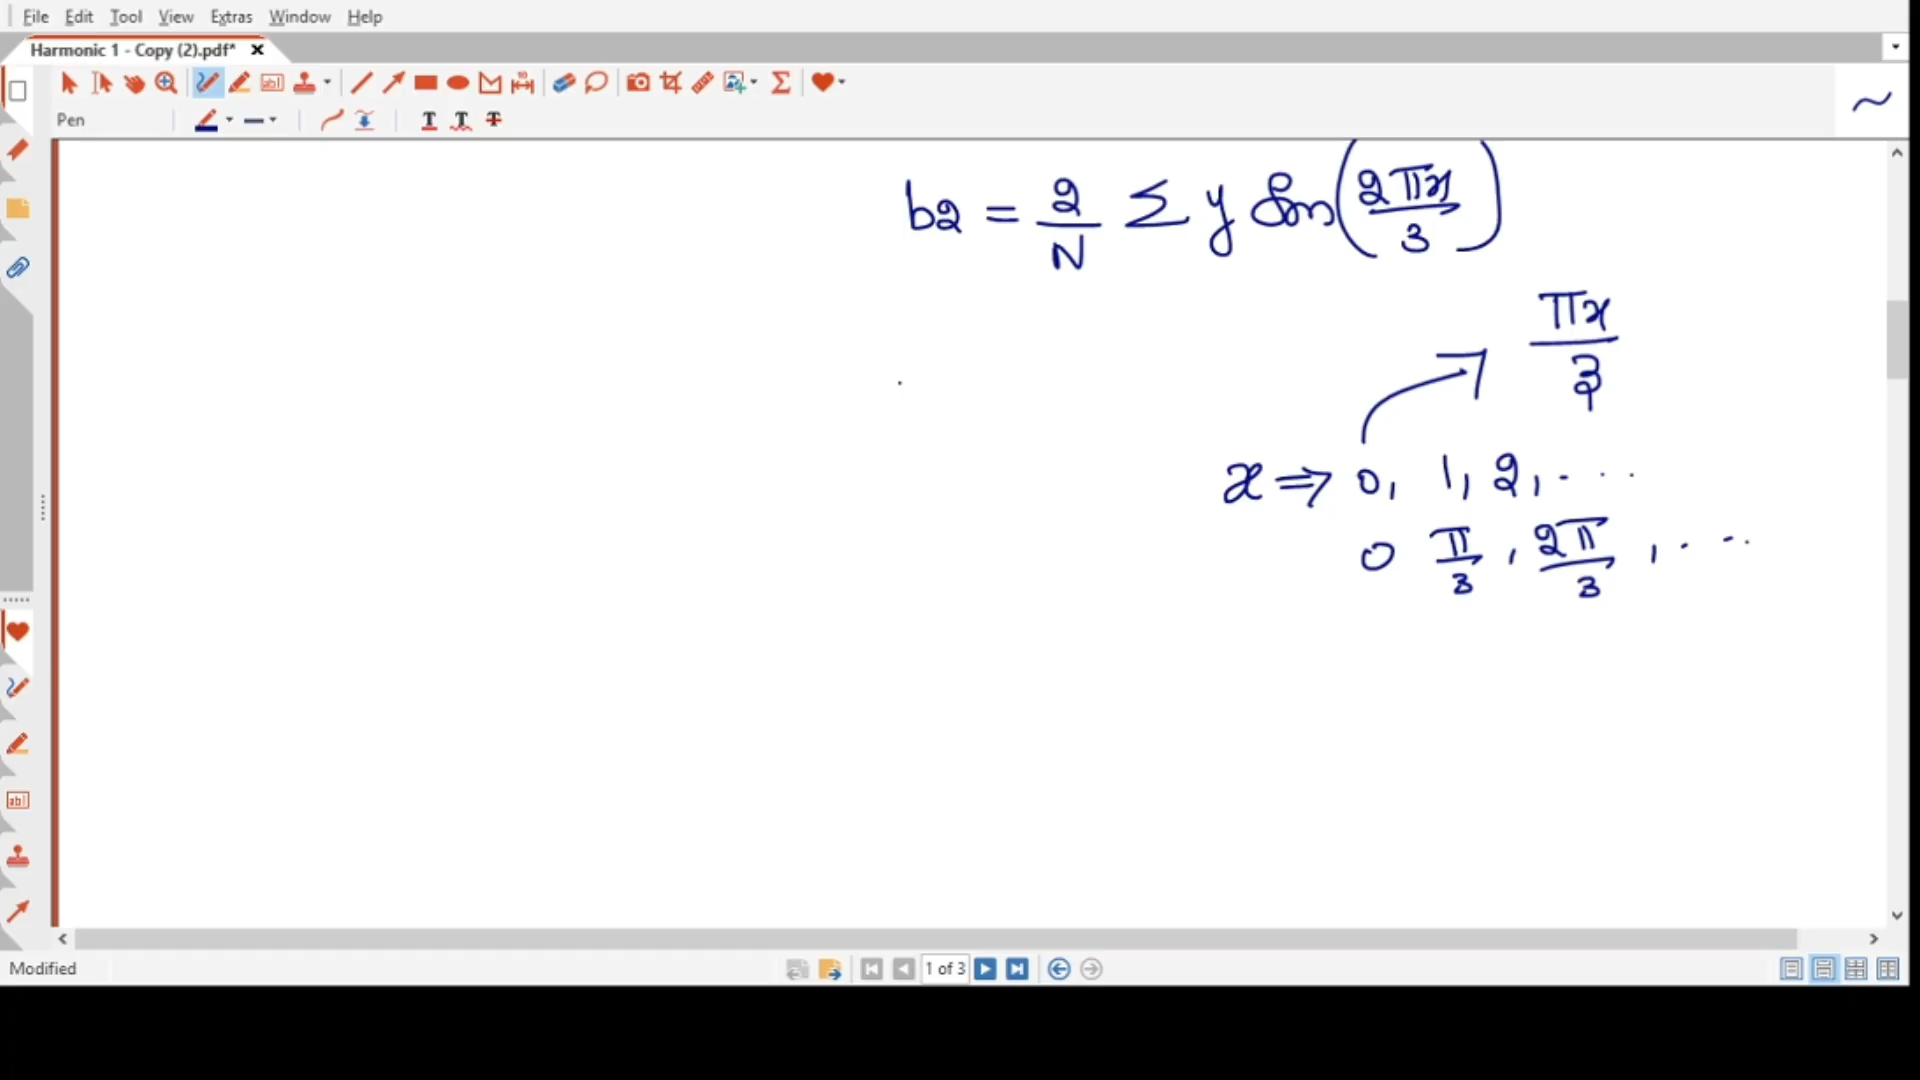 File Edit Tool View Extras Window Help
Harmonic 1 - Copy (2).pdf* ×
Pen
b2 = 2/N Σ y Sin(2πx/3)
πx/3
x ⇒ 0, 1, 2, ....
0 π/3, 2π/3, ....
Modified
1 of 3